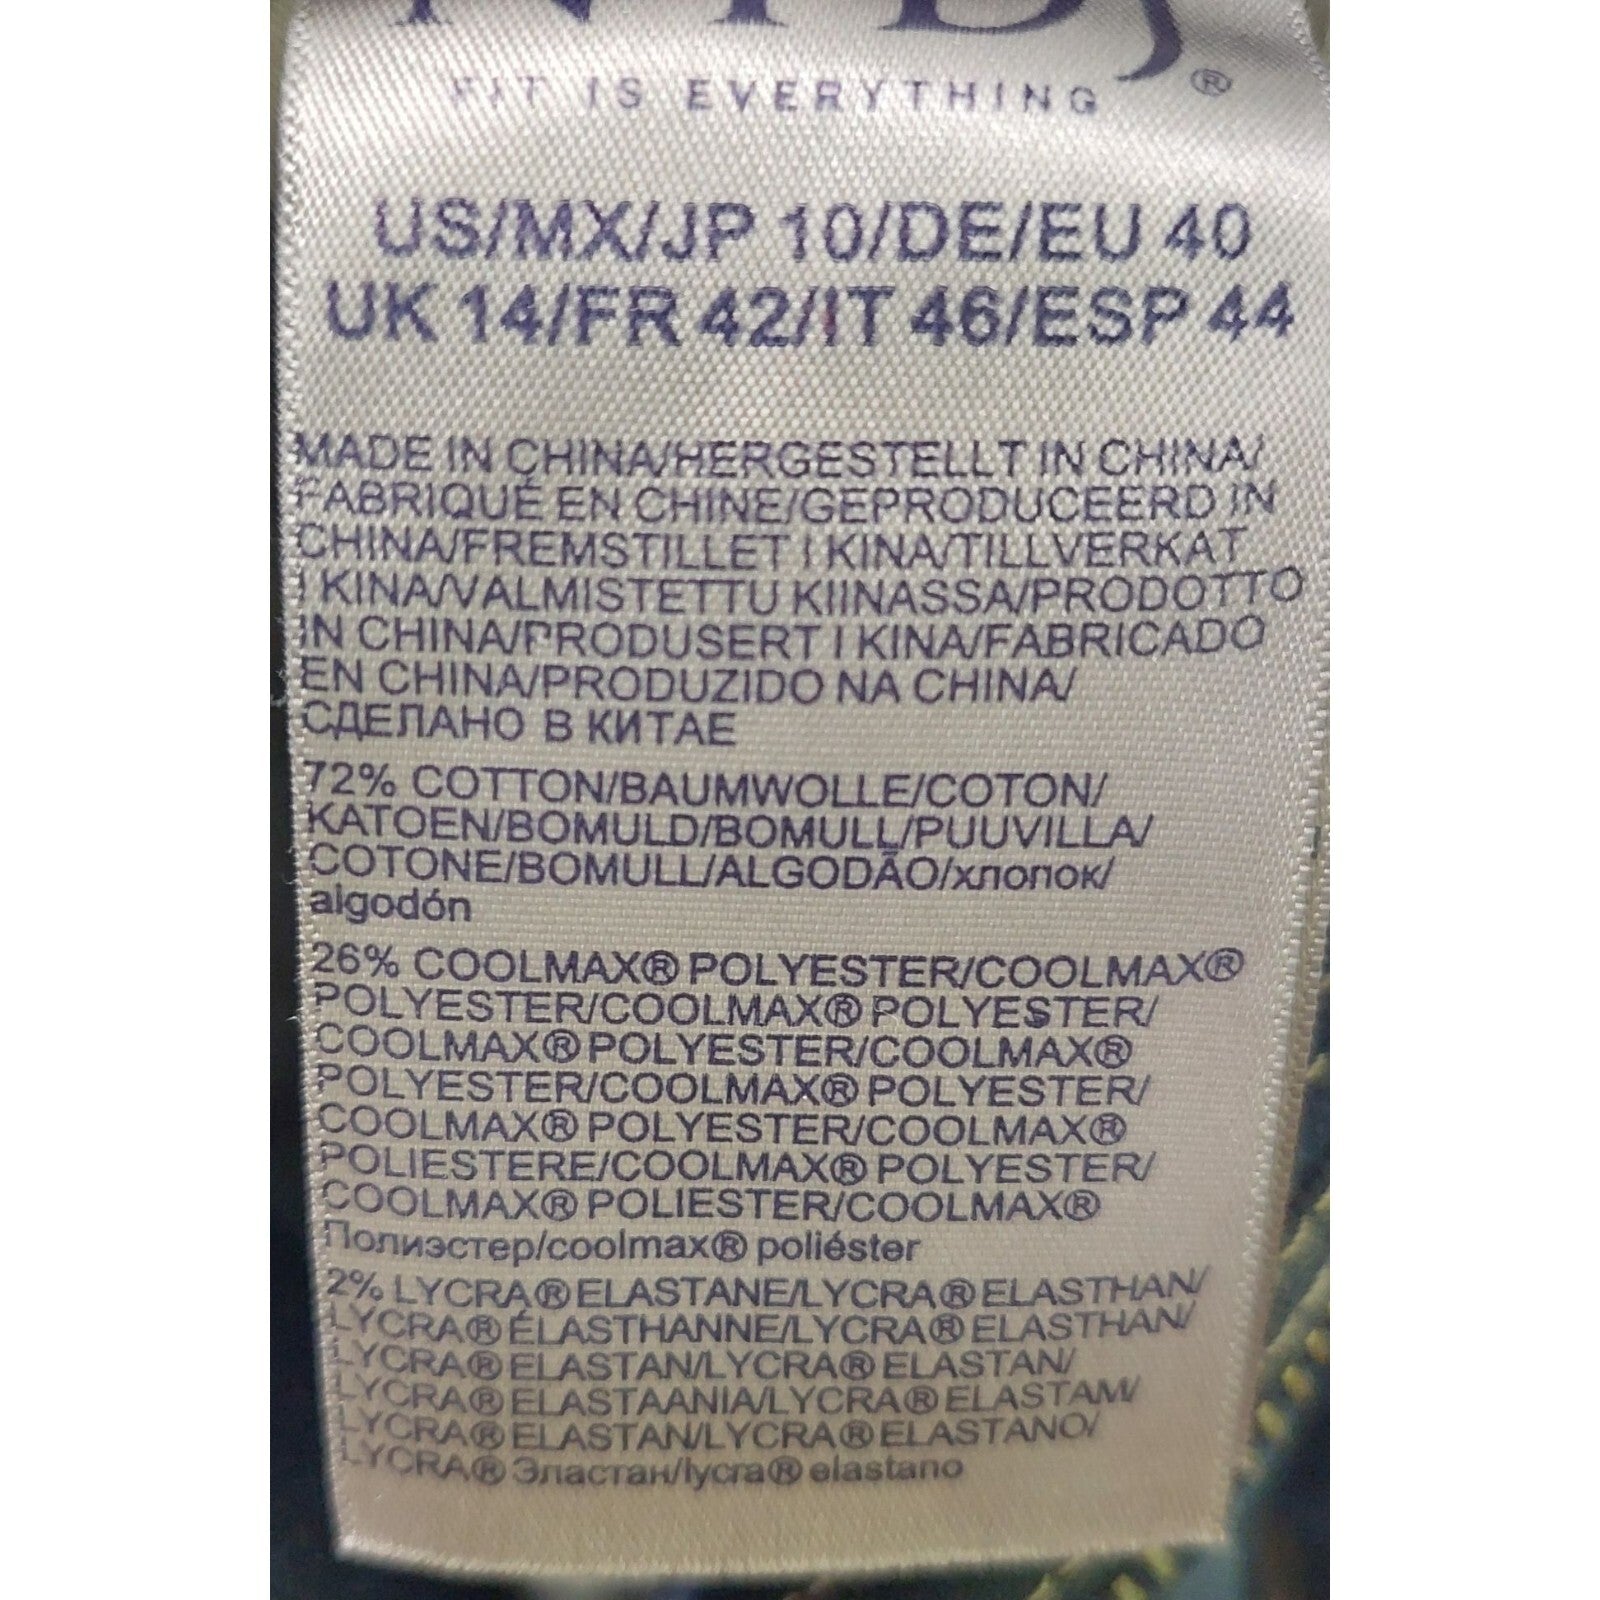 NYDJ
FIT IS EVERYTHING®
US/MX/JP 10/DE/EU 40
UK 14/FR 42/IT 46/ESP 44
MADE IN CHINA/HERGESTELLT IN CHINA/
FABRIQUÉ EN CHINE/GEPRODUCEERD IN
CHINA/FREMSTILLET I KINA/TILLVERKAT
I KINA/VALMISTETTU KIINASSA/PRODOTTO
IN CHINA/PRODUSERT I KINA/FABRICADO
EN CHINA/PRODUZIDO NA CHINA/
СДЕЛАНО В КИТАЕ
72% COTTON/BAUMWOLLE/COTON/
KATOEN/BOMULD/BOMULL/PUUVILLA/
COTONE/BOMULL/ALGODÃO/хлопок/
algodón
26% COOLMAX® POLYESTER/COOLMAX®
POLYESTER/COOLMAX® POLYESTER/
COOLMAX® POLYESTER/COOLMAX®
POLYESTER/COOLMAX® POLYESTER/
COOLMAX® POLYESTER/COOLMAX®
POLIESTERE/COOLMAX® POLYESTER/
COOLMAX® POLIESTER/COOLMAX®
Полиэстер/coolmax® poliéster
2% LYCRA® ELASTANE/LYCRA® ELASTHAN/
LYCRA® ÉLASTHANNE/LYCRA® ELASTHAN/
LYCRA® ELASTAN/LYCRA® ELASTAN/
LYCRA® ELASTAANIA/LYCRA® ELASTAM/
LYCRA® ELASTAN/LYCRA® ELASTANO/
LYCRA® Эластан/lycra® elastano